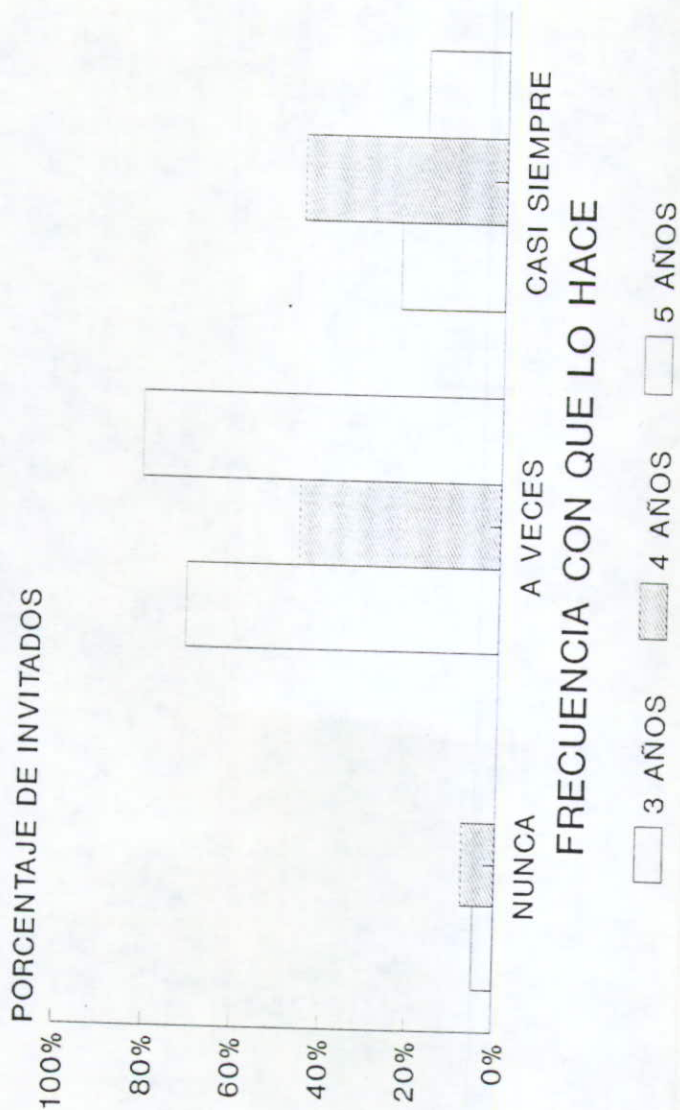 PORCENTAJE DE INVITADOS
100%
80%
60%
40%
20%
0%
NUNCA A VECES CASI SIEMPRE
FRECUENCIA CON QUE LO HACE
3 AÑOS 4 AÑOS 5 AÑOS